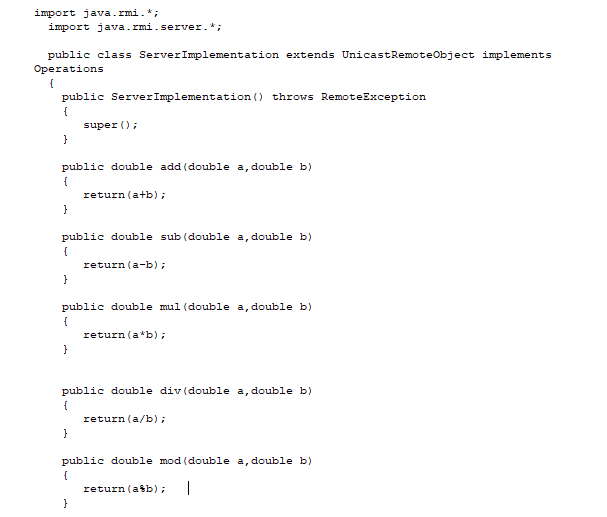 import java.rmi.*;
import java.rmi.server.*;
public class ServerImplementation extends UnicastRemoteObject implements
Operations
{
public ServerImplementation() throws RemoteException
{
super();
}
public double add(double a,double b)
{
return(a+b);
}
public double sub(double a,double b)
{
return(a-b);
}
public double mul(double a,double b)
{
return(a*b);
}
public double div(double a,double b)
{
return(a/b);
}
public double mod(double a,double b)
{
return(a%b);
}